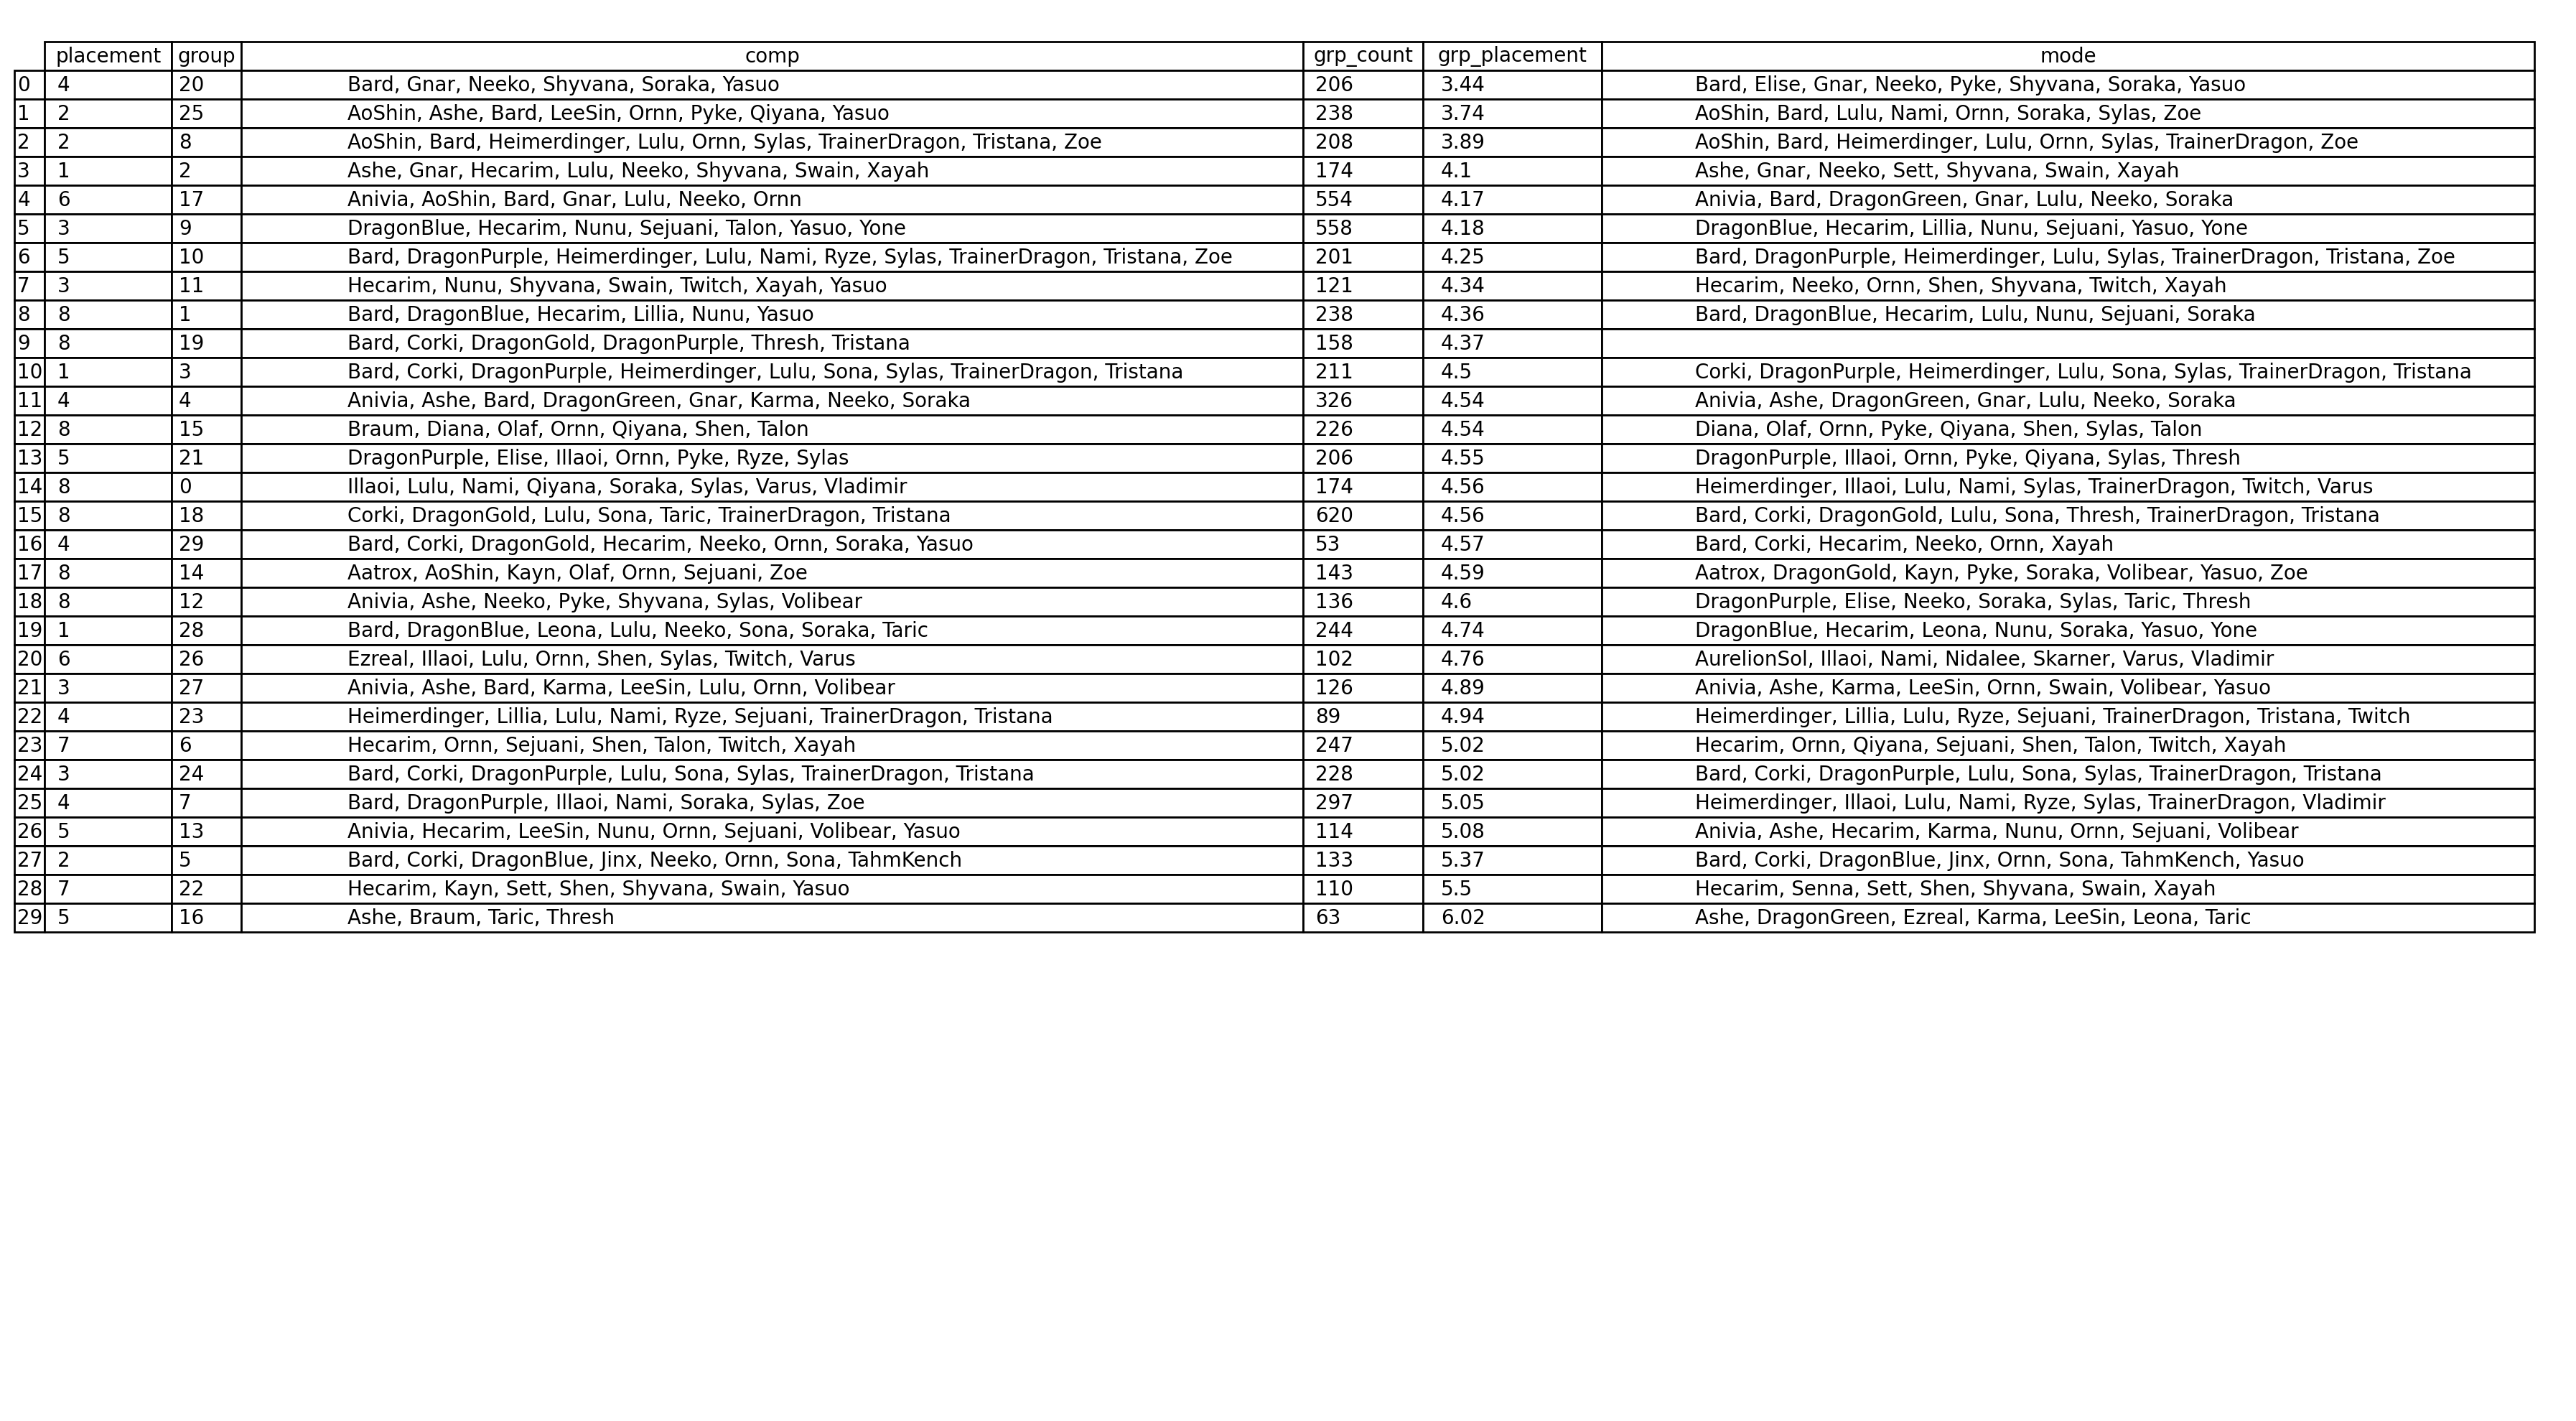 placement group comp grp_count grp_placement mode
0 4 20 Bard, Gnar, Neeko, Shyvana, Soraka, Yasuo 206 3.44 Bard, Elise, Gnar, Neeko, Pyke, Shyvana, Soraka, Yasuo
1 2 25 AoShin, Ashe, Bard, LeeSin, Ornn, Pyke, Qiyana, Yasuo 238 3.74 AoShin, Bard, Lulu, Nami, Ornn, Soraka, Sylas, Zoe
2 2 8 AoShin, Bard, Heimerdinger, Lulu, Ornn, Sylas, TrainerDragon, Tristana, Zoe 208 3.89 AoShin, Bard, Heimerdinger, Lulu, Ornn, Sylas, TrainerDragon, Zoe
3 1 2 Ashe, Gnar, Hecarim, Lulu, Neeko, Shyvana, Swain, Xayah 174 4.1 Ashe, Gnar, Neeko, Sett, Shyvana, Swain, Xayah
4 6 17 Anivia, AoShin, Bard, Gnar, Lulu, Neeko, Ornn 554 4.17 Anivia, Bard, DragonGreen, Gnar, Lulu, Neeko, Soraka
5 3 9 DragonBlue, Hecarim, Nunu, Sejuani, Talon, Yasuo, Yone 558 4.18 DragonBlue, Hecarim, Lillia, Nunu, Sejuani, Yasuo, Yone
6 5 10 Bard, DragonPurple, Heimerdinger, Lulu, Nami, Ryze, Sylas, TrainerDragon, Tristana, Zoe 201 4.25 Bard, DragonPurple, Heimerdinger, Lulu, Sylas, TrainerDragon, Tristana, Zoe
7 3 11 Hecarim, Nunu, Shyvana, Swain, Twitch, Xayah, Yasuo 121 4.34 Hecarim, Neeko, Ornn, Shen, Shyvana, Twitch, Xayah
8 8 1 Bard, DragonBlue, Hecarim, Lillia, Nunu, Yasuo 238 4.36 Bard, DragonBlue, Hecarim, Lulu, Nunu, Sejuani, Soraka
9 8 19 Bard, Corki, DragonGold, DragonPurple, Thresh, Tristana 158 4.37
10 1 3 Bard, Corki, DragonPurple, Heimerdinger, Lulu, Sona, Sylas, TrainerDragon, Tristana 211 4.5 Corki, DragonPurple, Heimerdinger, Lulu, Sona, Sylas, TrainerDragon, Tristana
11 4 4 Anivia, Ashe, Bard, DragonGreen, Gnar, Karma, Neeko, Soraka 326 4.54 Anivia, Ashe, DragonGreen, Gnar, Lulu, Neeko, Soraka
12 8 15 Braum, Diana, Olaf, Ornn, Qiyana, Shen, Talon 226 4.54 Diana, Olaf, Ornn, Pyke, Qiyana, Shen, Sylas, Talon
13 5 21 DragonPurple, Elise, Illaoi, Ornn, Pyke, Ryze, Sylas 206 4.55 DragonPurple, Illaoi, Ornn, Pyke, Qiyana, Sylas, Thresh
14 8 0 Illaoi, Lulu, Nami, Qiyana, Soraka, Sylas, Varus, Vladimir 174 4.56 Heimerdinger, Illaoi, Lulu, Nami, Sylas, TrainerDragon, Twitch, Varus
15 8 18 Corki, DragonGold, Lulu, Sona, Taric, TrainerDragon, Tristana 620 4.56 Bard, Corki, DragonGold, Lulu, Sona, Thresh, TrainerDragon, Tristana
16 4 29 Bard, Corki, DragonGold, Hecarim, Neeko, Ornn, Soraka, Yasuo 53 4.57 Bard, Corki, Hecarim, Neeko, Ornn, Xayah
17 8 14 Aatrox, AoShin, Kayn, Olaf, Ornn, Sejuani, Zoe 143 4.59 Aatrox, DragonGold, Kayn, Pyke, Soraka, Volibear, Yasuo, Zoe
18 8 12 Anivia, Ashe, Neeko, Pyke, Shyvana, Sylas, Volibear 136 4.6 DragonPurple, Elise, Neeko, Soraka, Sylas, Taric, Thresh
19 1 28 Bard, DragonBlue, Leona, Lulu, Neeko, Sona, Soraka, Taric 244 4.74 DragonBlue, Hecarim, Leona, Nunu, Soraka, Yasuo, Yone
20 6 26 Ezreal, Illaoi, Lulu, Ornn, Shen, Sylas, Twitch, Varus 102 4.76 AurelionSol, Illaoi, Nami, Nidalee, Skarner, Varus, Vladimir
21 3 27 Anivia, Ashe, Bard, Karma, LeeSin, Lulu, Ornn, Volibear 126 4.89 Anivia, Ashe, Karma, LeeSin, Ornn, Swain, Volibear, Yasuo
22 4 23 Heimerdinger, Lillia, Lulu, Nami, Ryze, Sejuani, TrainerDragon, Tristana 89 4.94 Heimerdinger, Lillia, Lulu, Ryze, Sejuani, TrainerDragon, Tristana, Twitch
23 7 6 Hecarim, Ornn, Sejuani, Shen, Talon, Twitch, Xayah 247 5.02 Hecarim, Ornn, Qiyana, Sejuani, Shen, Talon, Twitch, Xayah
24 3 24 Bard, Corki, DragonPurple, Lulu, Sona, Sylas, TrainerDragon, Tristana 228 5.02 Bard, Corki, DragonPurple, Lulu, Sona, Sylas, TrainerDragon, Tristana
25 4 7 Bard, DragonPurple, Illaoi, Nami, Soraka, Sylas, Zoe 297 5.05 Heimerdinger, Illaoi, Lulu, Nami, Ryze, Sylas, TrainerDragon, Vladimir
26 5 13 Anivia, Hecarim, LeeSin, Nunu, Ornn, Sejuani, Volibear, Yasuo 114 5.08 Anivia, Ashe, Hecarim, Karma, Nunu, Ornn, Sejuani, Volibear
27 2 5 Bard, Corki, DragonBlue, Jinx, Neeko, Ornn, Sona, TahmKench 133 5.37 Bard, Corki, DragonBlue, Jinx, Ornn, Sona, TahmKench, Yasuo
28 7 22 Hecarim, Kayn, Sett, Shen, Shyvana, Swain, Yasuo 110 5.5 Hecarim, Senna, Sett, Shen, Shyvana, Swain, Xayah
29 5 16 Ashe, Braum, Taric, Thresh 63 6.02 Ashe, DragonGreen, Ezreal, Karma, LeeSin, Leona, Taric